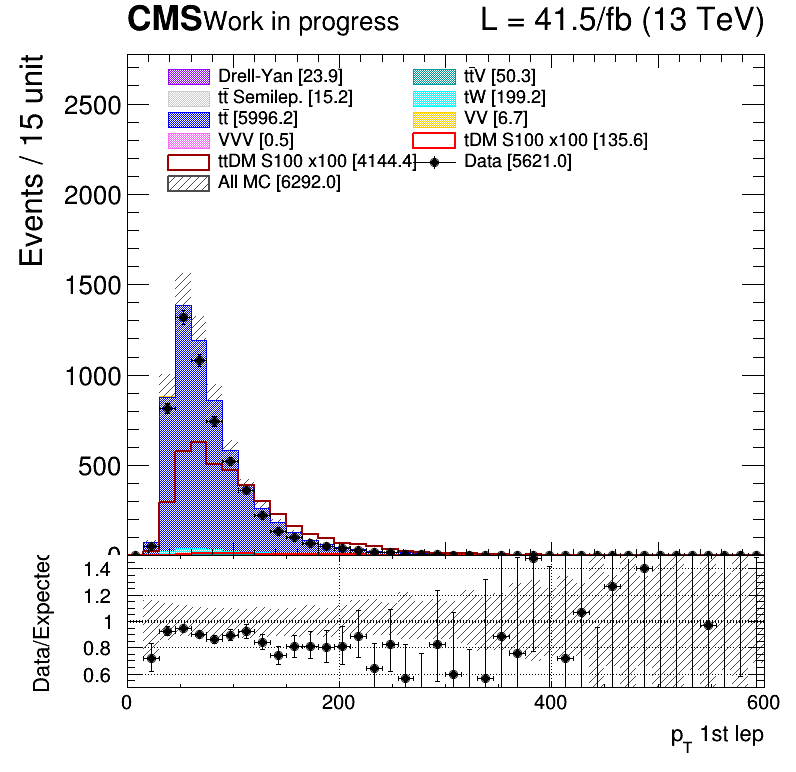 CMS Work in progress L = 41.5/fb (13 TeV)
Events / 15 unit
2500
2000
1500
1000
500
0
Drell-Yan [23.9] tt̄V [50.3]
tt̄ Semilep. [15.2] tW [199.2]
tt̄ [5996.2] VV [6.7]
VVV [0.5] tDM S100 x100 [135.6]
ttDM S100 x100 [4144.4] Data [5621.0]
All MC [6292.0]
Data/Expected
1.4
1.2
1
0.8
0.6
0 200 400 600
p_T 1st lep